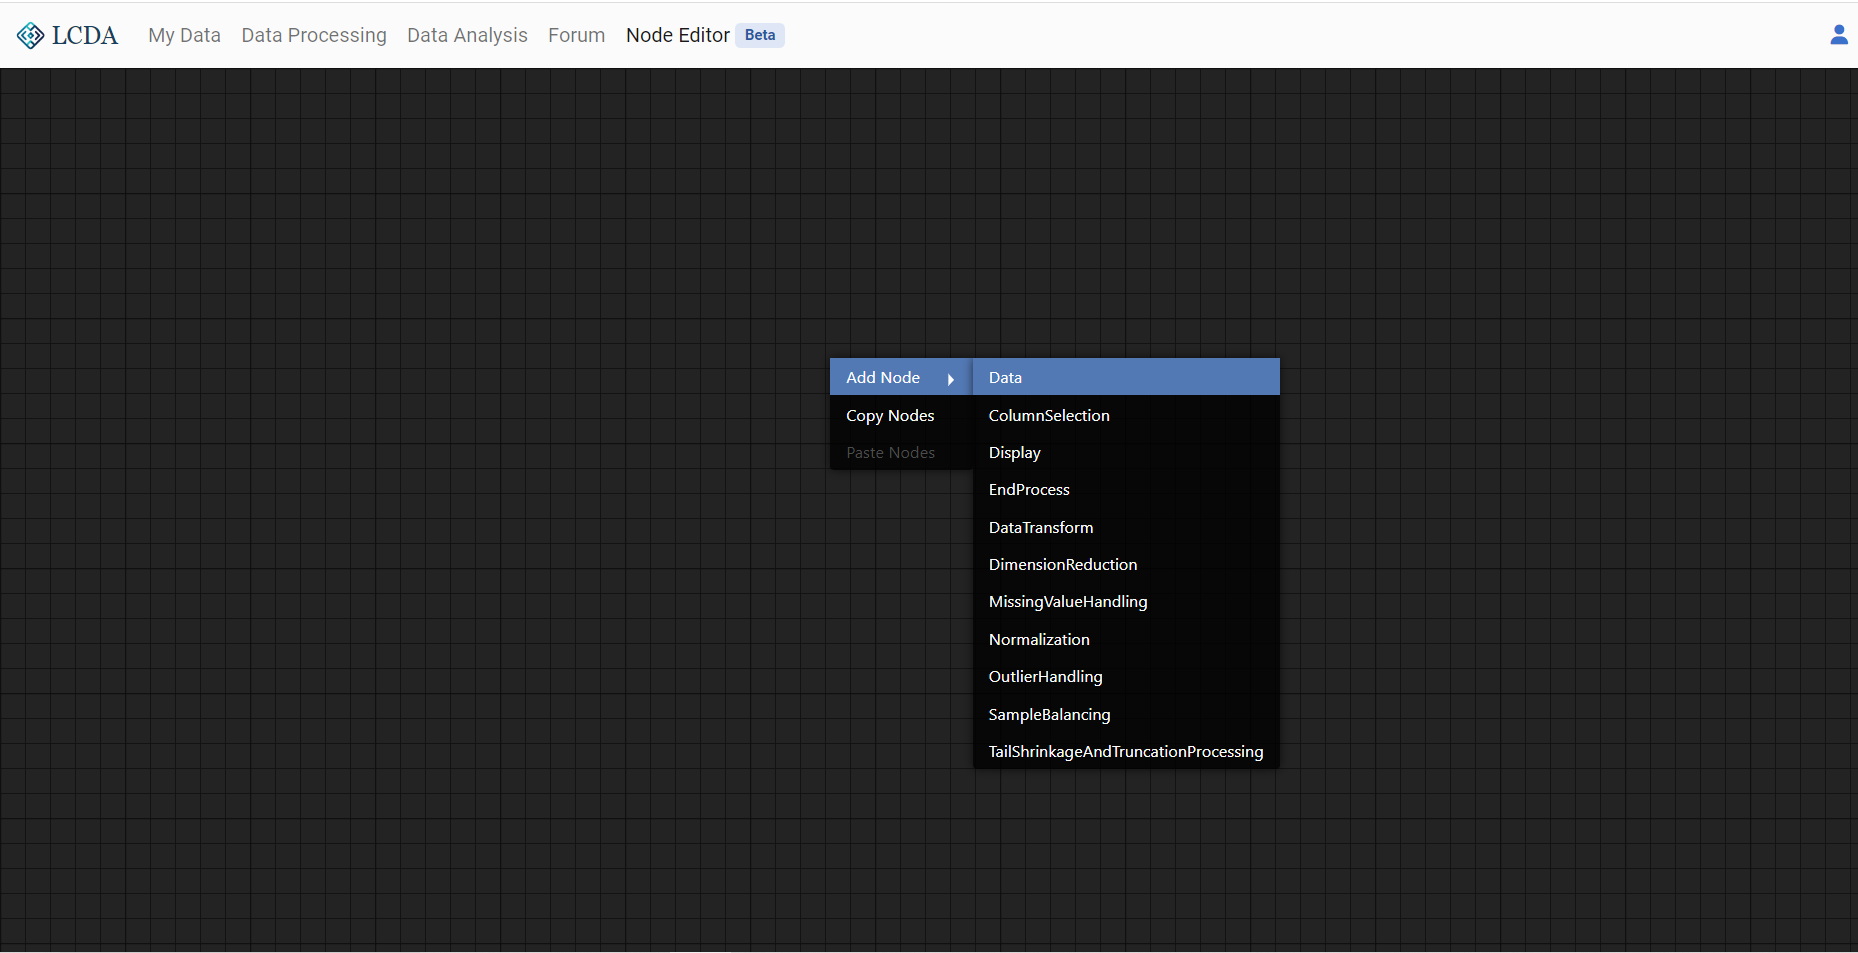 LCDA My Data Data Processing Data Analysis Forum Node Editor Beta
Add Node
Copy Nodes
Paste Nodes
Data
ColumnSelection
Display
EndProcess
DataTransform
DimensionReduction
MissingValueHandling
Normalization
OutlierHandling
SampleBalancing
TailShrinkageAndTruncationProcessing